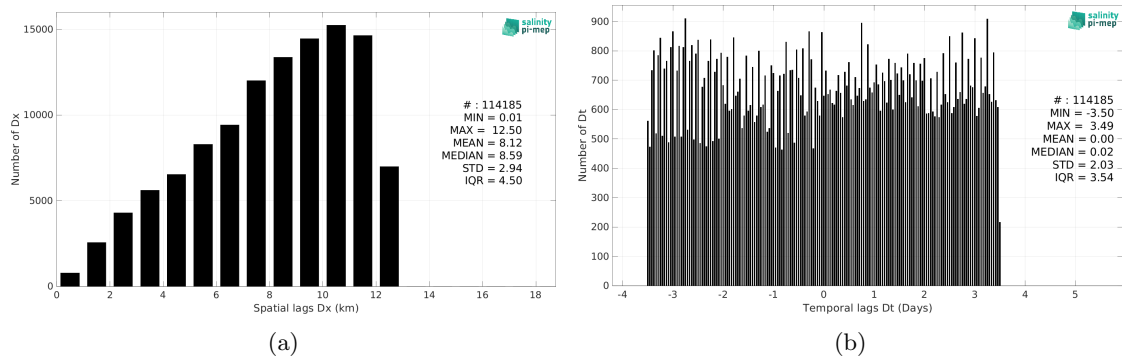 15000
10000
5000
0
Number of Dx
0
2
4
6
8
10
12
14
16
18
Spatial lags Dx (km)
salinity
pi-mep
# : 114185
MIN = 0.01
MAX = 12.50
MEAN = 8.12
MEDIAN = 8.59
STD = 2.94
IQR = 4.50
(a)
900
800
700
600
500
400
300
200
100
0
Number of Dt
-4
-3
-2
-1
0
1
2
3
4
5
Temporal lags Dt (Days)
salinity
pi-mep
# : 114185
MIN = -3.50
MAX = 3.49
MEAN = 0.00
MEDIAN = 0.02
STD = 2.03
IQR = 3.54
(b)